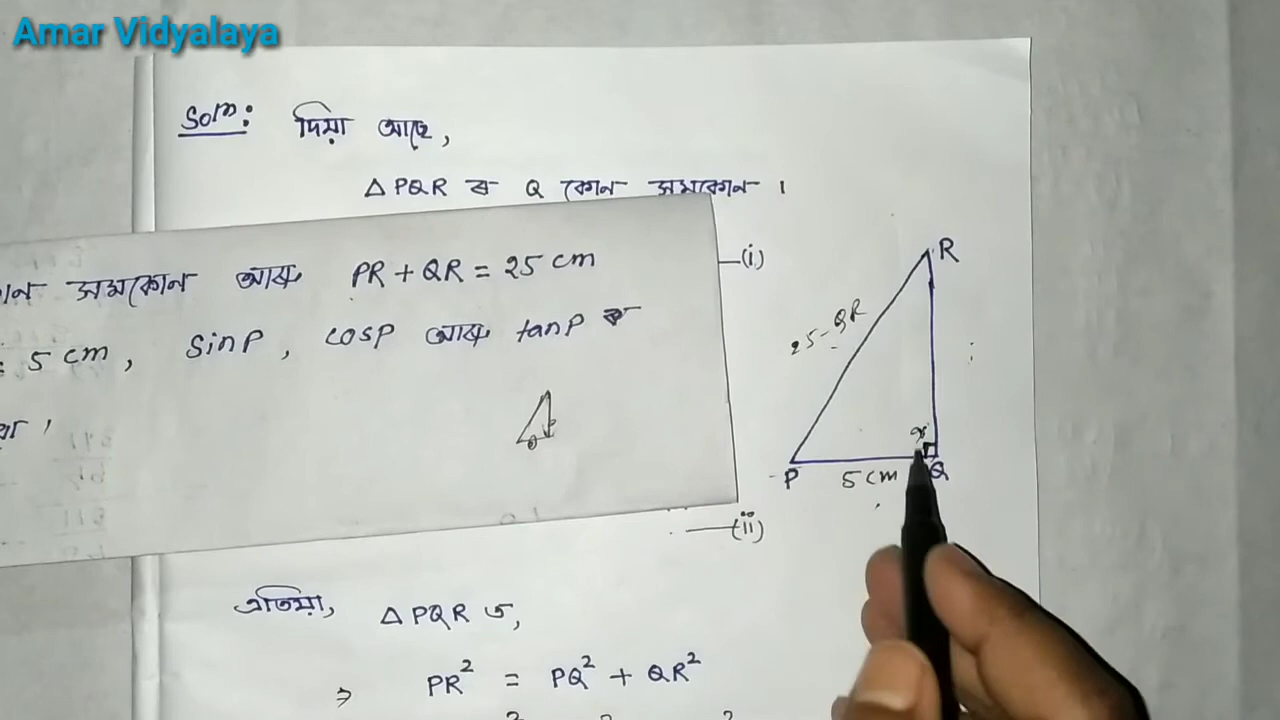 Amar Vidyalaya
Solⁿ: দিয়া আছে,
△PQR ৰ Q কোন সমকোন ।
সমকোন আৰু PR + QR = 25 cm
(i)
5 cm, sinP, cosP আৰু tanP ৰ
R
25-QR
P
5 cm
Q
(ii)
এতিয়া, △PQR ত,
⇒ PR² = PQ² + QR²